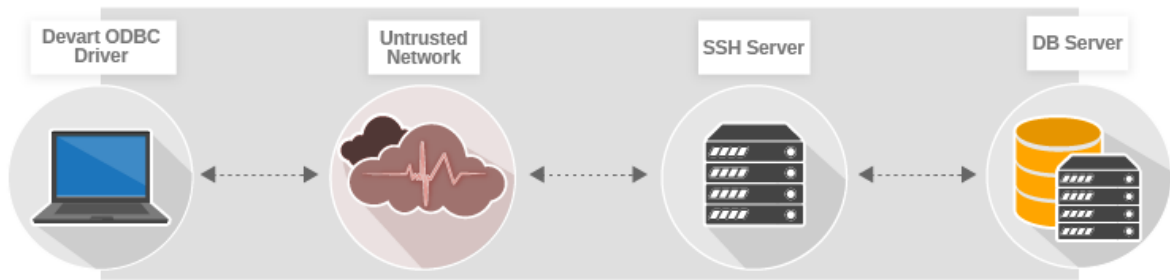 Devart ODBC
Driver
Untrusted
Network
SSH Server
DB Server